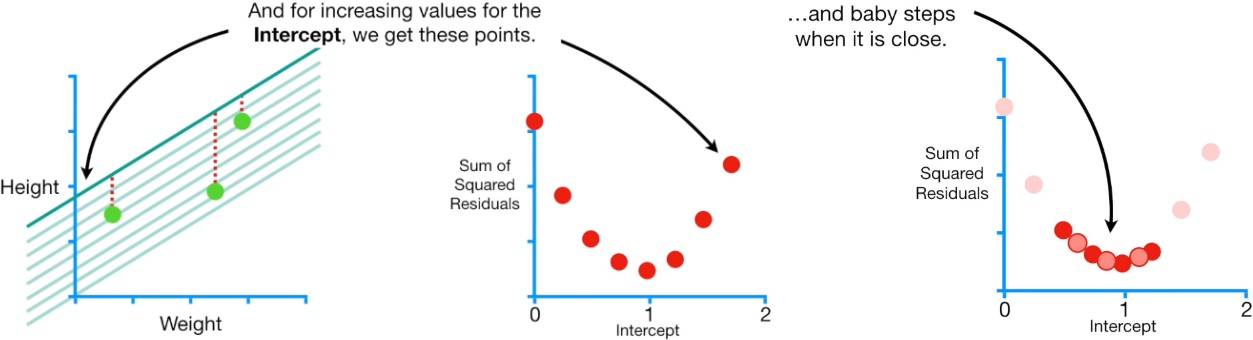 And for increasing values for the
Intercept, we get these points.
Height
Weight
Sum of
Squared
Residuals
0
1
2
Intercept
…and baby steps
when it is close.
Sum of
Squared
Residuals
0
1
2
Intercept